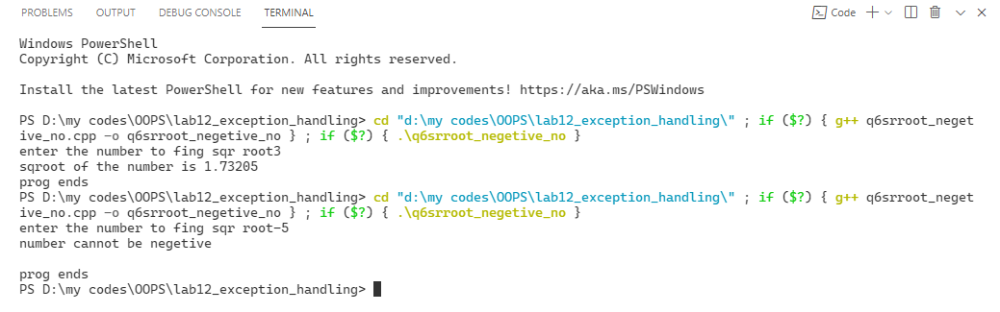 PROBLEMS OUTPUT DEBUG CONSOLE TERMINAL Code
Windows PowerShell
Copyright (C) Microsoft Corporation. All rights reserved.
Install the latest PowerShell for new features and improvements! https://aka.ms/PSWindows
PS D:\my codes\OOPS\lab12_exception_handling> cd "d:\my codes\OOPS\lab12_exception_handling\" ; if ($?) { g++ q6srroot_neget
ive_no.cpp -o q6srroot_negetive_no } ; if ($?) { .\q6srroot_negetive_no }
enter the number to fing sqr root3
sqroot of the number is 1.73205
prog ends
PS D:\my codes\OOPS\lab12_exception_handling> cd "d:\my codes\OOPS\lab12_exception_handling\" ; if ($?) { g++ q6srroot_neget
ive_no.cpp -o q6srroot_negetive_no } ; if ($?) { .\q6srroot_negetive_no }
enter the number to fing sqr root-5
number cannot be negetive
prog ends
PS D:\my codes\OOPS\lab12_exception_handling>